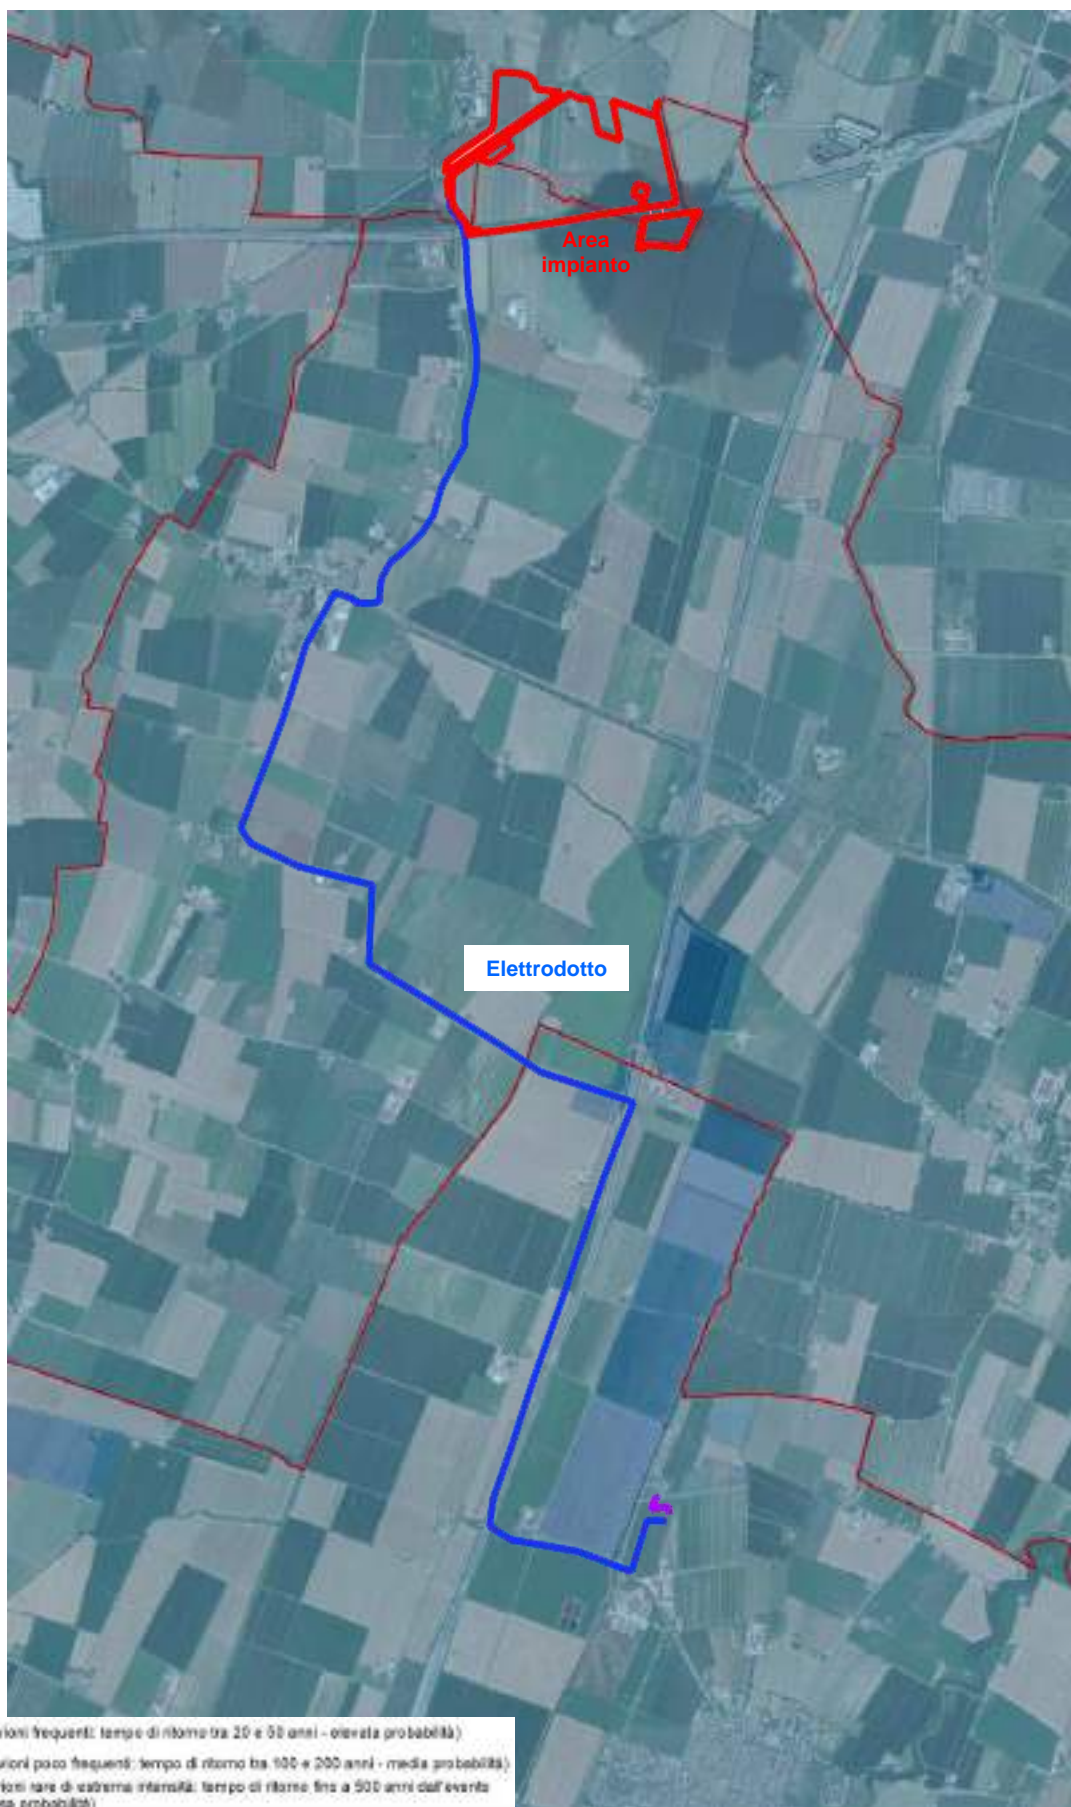 Area
impianto
Elettrodotto
frequenti: tempo di ritorno tra 20 e 50 anni - elevata probabilità)
poco frequenti: tempo di ritorno tra 100 e 200 anni - media probabilità)
rare di estrema intensità: tempo di ritorno fino a 500 anni dall'evento
probabilità)